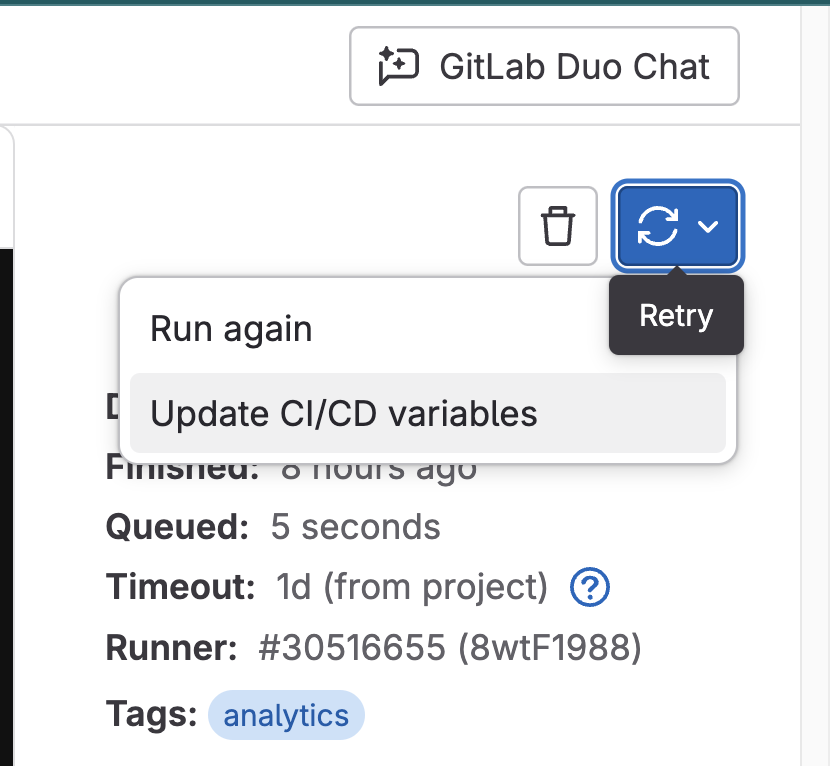 GitLab Duo Chat
Retry
Run again
Update CI/CD variables
Finished: 8 hours ago
Queued: 5 seconds
Timeout: 1d (from project)
Runner: #30516655 (8wtF1988)
Tags: analytics